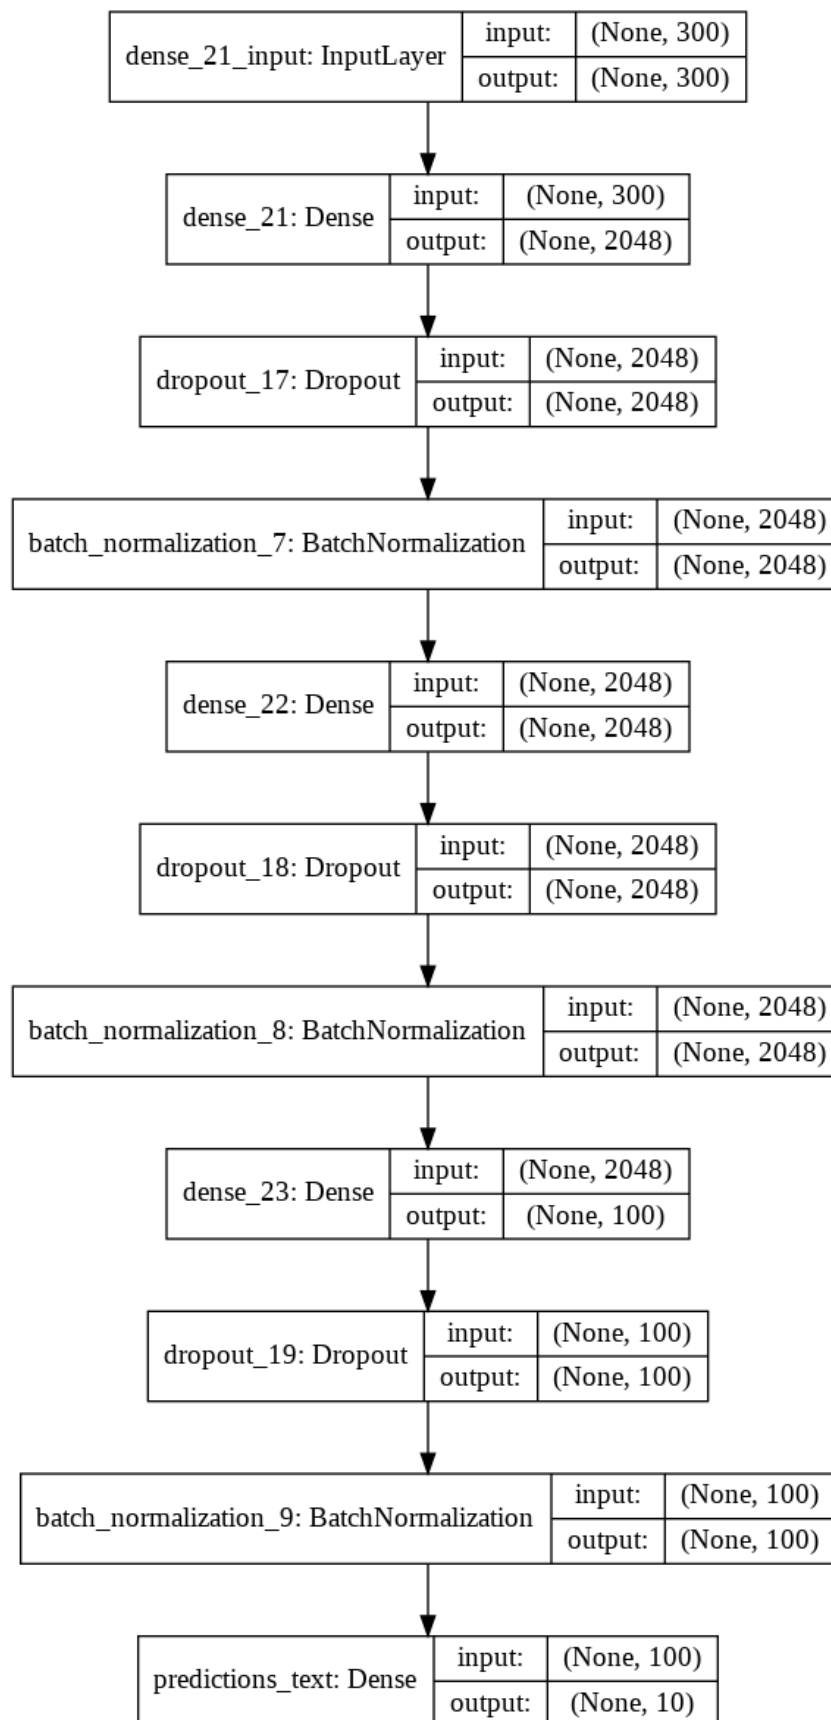 dense_21_input: InputLayer
input: (None, 300)
output: (None, 300)
dense_21: Dense
input: (None, 300)
output: (None, 2048)
dropout_17: Dropout
input: (None, 2048)
output: (None, 2048)
batch_normalization_7: BatchNormalization
input: (None, 2048)
output: (None, 2048)
dense_22: Dense
input: (None, 2048)
output: (None, 2048)
dropout_18: Dropout
input: (None, 2048)
output: (None, 2048)
batch_normalization_8: BatchNormalization
input: (None, 2048)
output: (None, 2048)
dense_23: Dense
input: (None, 2048)
output: (None, 100)
dropout_19: Dropout
input: (None, 100)
output: (None, 100)
batch_normalization_9: BatchNormalization
input: (None, 100)
output: (None, 100)
predictions_text: Dense
input: (None, 100)
output: (None, 10)